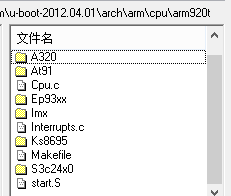 m\u-boot-2012.04.01\arch\arm\cpu\arm920t
文件名
A320
At91
Cpu.c
Ep93xx
Imx
Interrupts.c
Ks8695
Makefile
S3c24x0
start.S